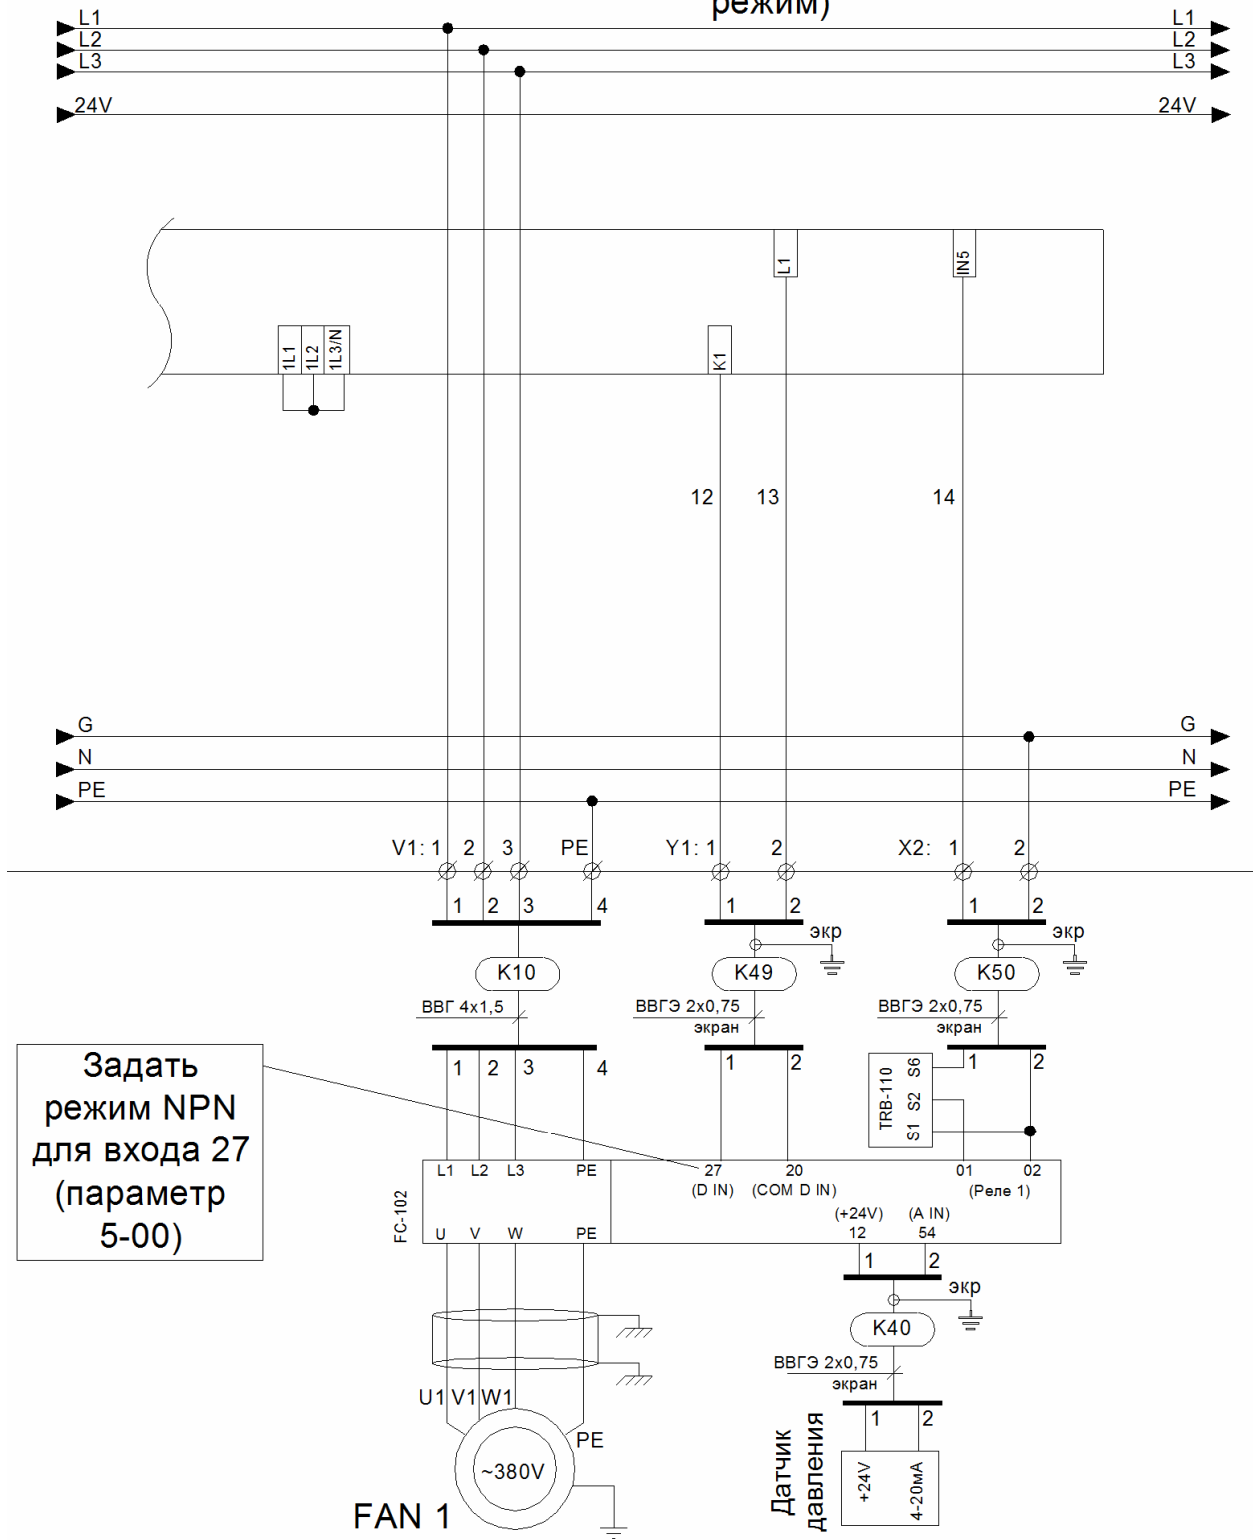 режим)
L1 L1
L2 L2
L3 L3
24V 24V
L1 IN5
1L1 1L2 1L3/N K1
12 13 14
G G
N N
PE PE
V1: 1 2 3 PE Y1: 1 2 X2: 1 2
1 2 3 4 1 2 1 2
экр экр
K10 K49 K50
ВВГ 4x1,5 ВВГЭ 2x0,75 ВВГЭ 2x0,75
экран экран
1 2 3 4 1 2 1 2
Задать
режим NPN
для входа 27
(параметр
5-00)
TRB-110 S1 S2 S6
L1 L2 L3 PE 27 20 01 02
(D IN) (COM D IN) (Реле 1)
FC-102
(+24V) (A IN)
U V W PE 12 54
1 2
экр
K40
ВВГЭ 2x0,75
экран
U1 V1 W1
1 2
PE
~380V
FAN 1
Датчик
давления
+24V 4-20мА